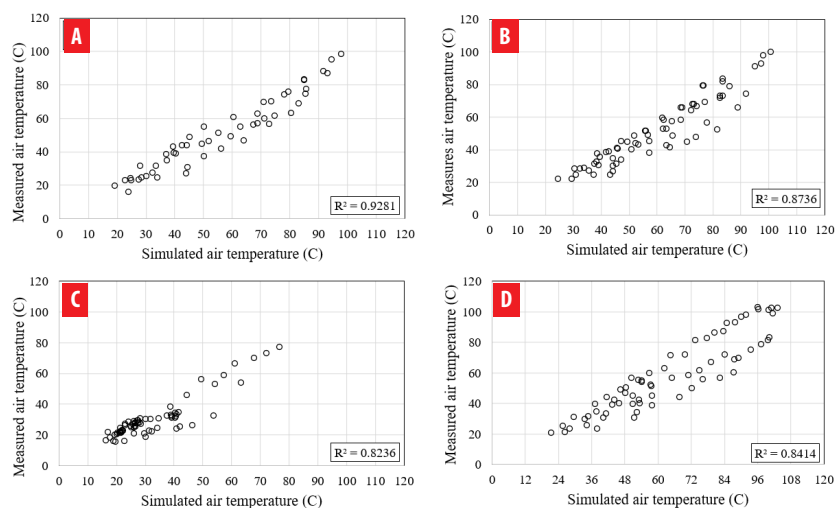 A
Measured air temperature (C)
120
100
80
60
40
20
0
0 10 20 30 40 50 60 70 80 90 100 110 120
Simulated air temperature (C)
R² = 0.9281
B
Measures air temperature (C)
120
100
80
60
40
20
0
0 10 20 30 40 50 60 70 80 90 100 110 120
Simulated air temperature (C)
R² = 0.8736
C
Measured air temperature (C)
120
100
80
60
40
20
0
0 10 20 30 40 50 60 70 80 90 100 110 120
Simulated air temperature (C)
R² = 0.8236
D
Measured air temperature (C)
120
100
80
60
40
20
0
0 12 24 36 48 60 72 84 96 108 120
Simulated air temperature (C)
R² = 0.8414